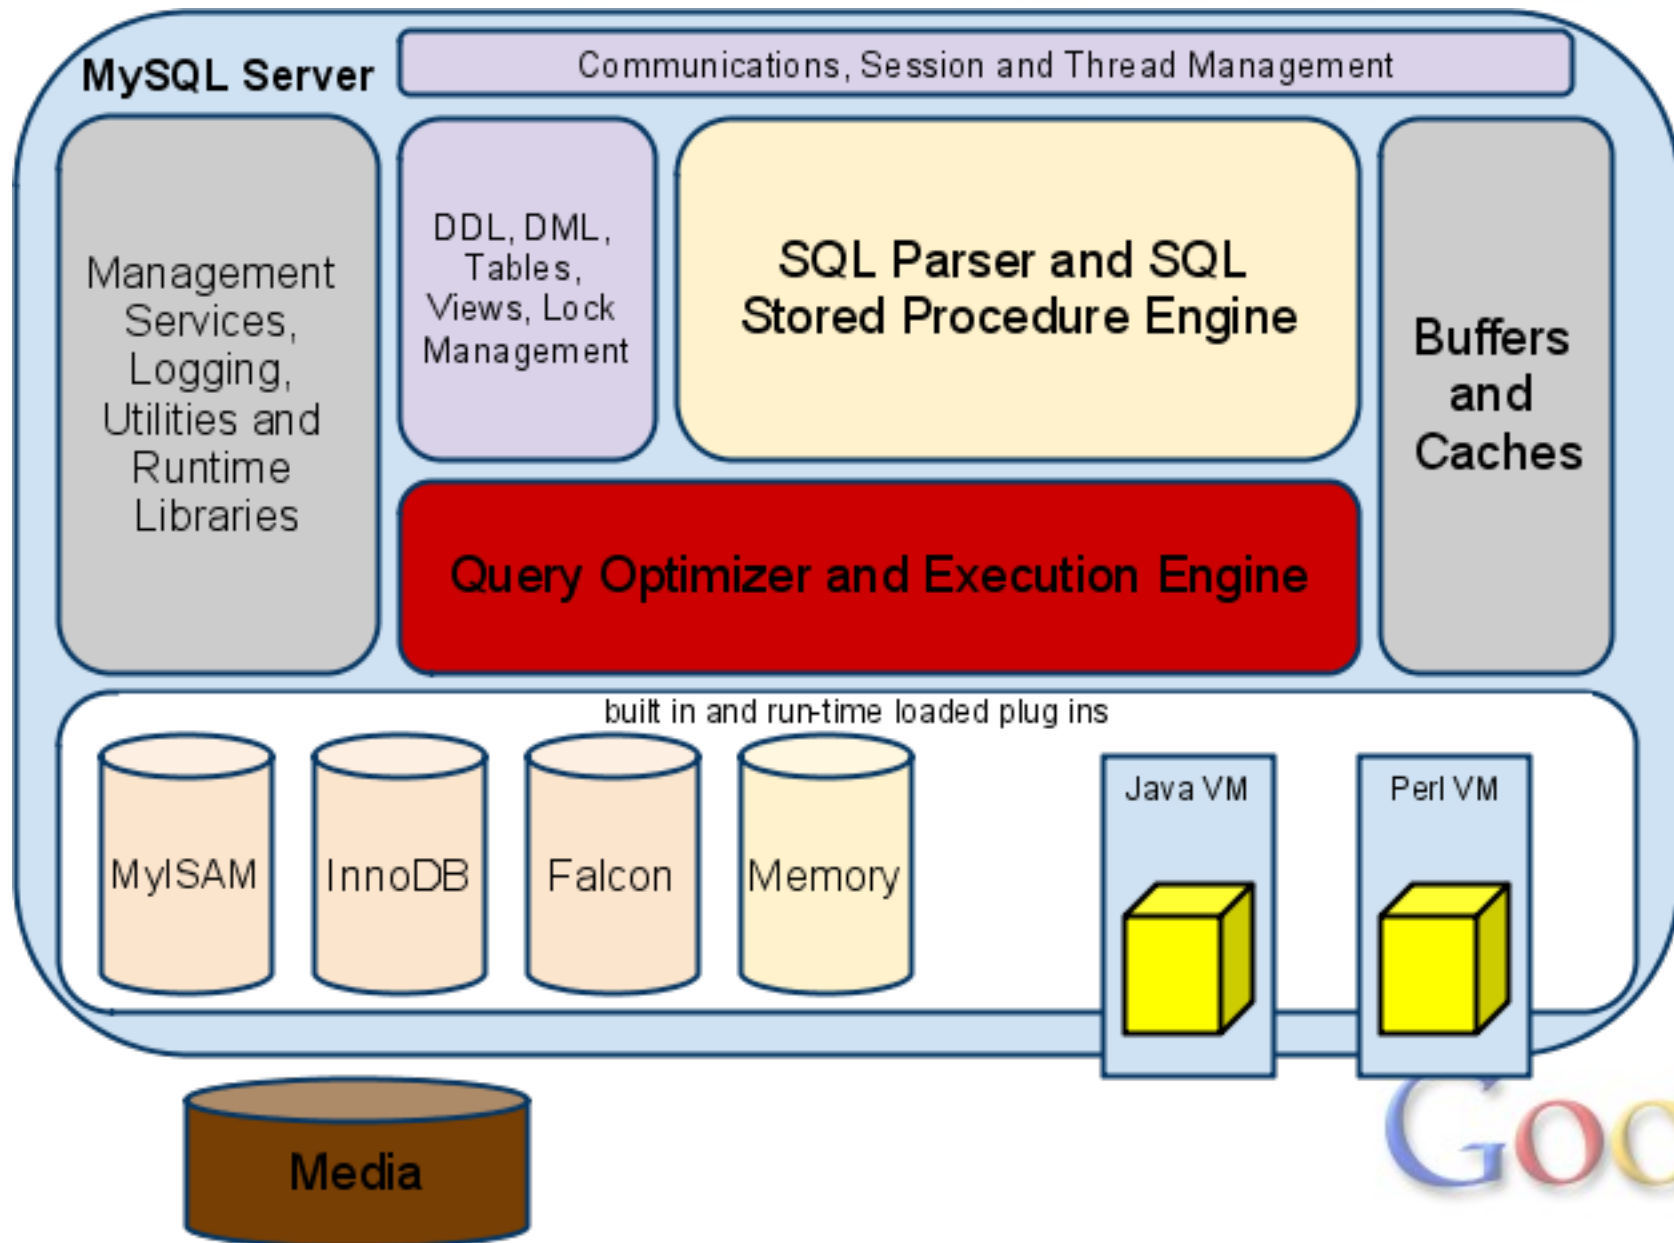 MySQL Server
Communications, Session and Thread Management
Management
Services,
Logging,
Utilities and
Runtime
Libraries
DDL, DML,
Tables,
Views, Lock
Management
SQL Parser and SQL
Stored Procedure Engine
Buffers
and
Caches
Query Optimizer and Execution Engine
built in and run-time loaded plug ins
MyISAM
InnoDB
Falcon
Memory
Java VM
Perl VM
Media
Goo